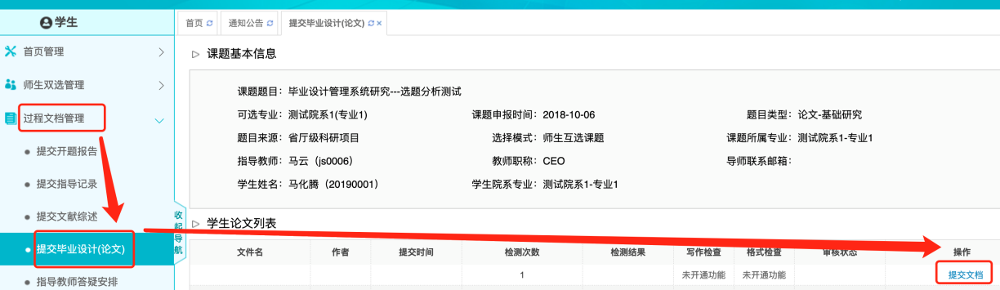 学生
首页 通知公告 提交毕业设计(论文)
首页管理
师生双选管理
过程文档管理
提交开题报告
提交指导记录
提交文献综述
提交毕业设计(论文)
指导教师答疑安排
收起导航
课题基本信息
课题题目：毕业设计管理系统研究---选题分析测试
可选专业：测试院系1(专业1) 课题申报时间：2018-10-06 题目类型：论文-基础研究
题目来源：省厅级科研项目 选择模式：师生互选课题 课题所属专业：测试院系1-专业1
指导教师：马云（js0006） 教师职称：CEO 导师联系邮箱：
学生姓名：马化腾（20190001） 学生院系专业：测试院系1-专业1
学生论文列表
文件名 作者 提交时间 检测次数 检测结果 写作检查 格式检查 审核状态 操作
1 未开通功能 未开通功能 提交文档